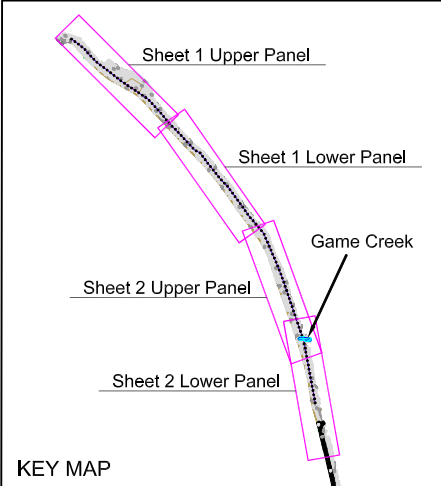 Sheet 1 Upper Panel
Sheet 1 Lower Panel
Game Creek
Sheet 2 Upper Panel
Sheet 2 Lower Panel
KEY MAP